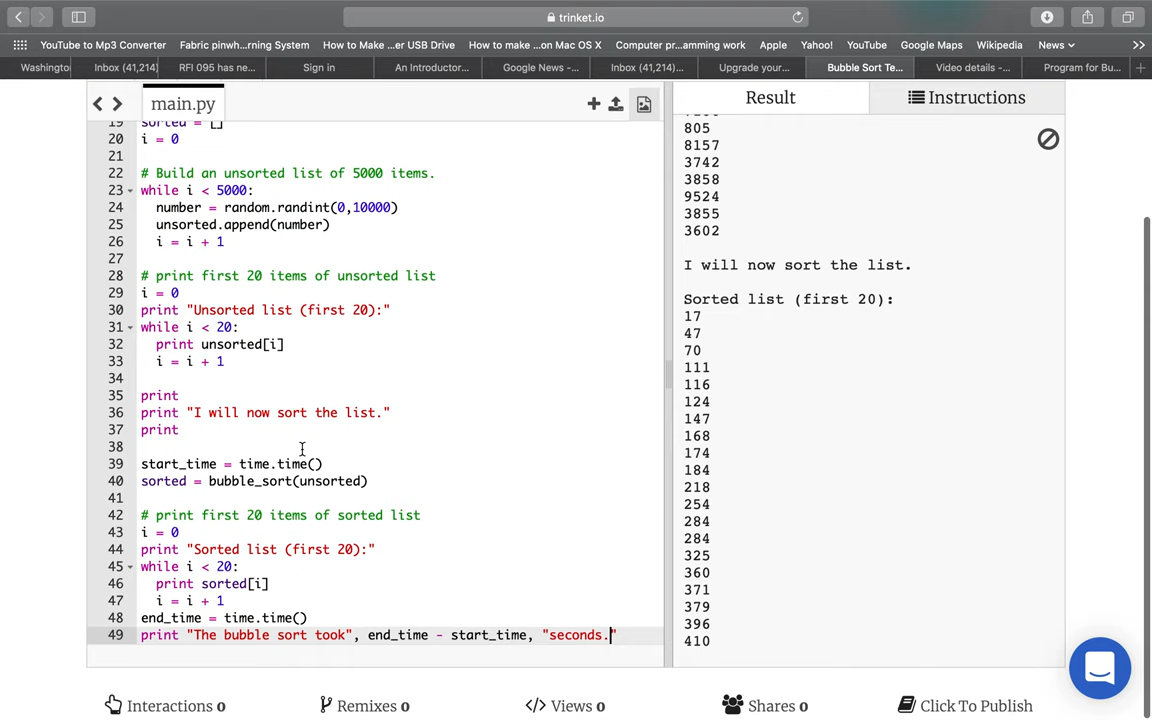 trinket.io
YouTube to Mp3 Converter Fabric pinwh...rning System How to Make ...er USB Drive How to make ...on Mac OS X Computer pr...amming work Apple Yahoo! YouTube Google Maps Wikipedia News
Washingto Inbox (41,214) RFI 095 has ne... Sign in An Introductor... Google News -... Inbox (41,214)... Upgrade your... Bubble Sort Te... Video details -... Program for Bu...
main.py
Result
Instructions
19 sorted = []
20 i = 0
21
22 # Build an unsorted list of 5000 items.
23 while i < 5000:
24 number = random.randint(0,10000)
25 unsorted.append(number)
26 i = i + 1
27
28 # print first 20 items of unsorted list
29 i = 0
30 print "Unsorted list (first 20):"
31 while i < 20:
32 print unsorted[i]
33 i = i + 1
34
35 print
36 print "I will now sort the list."
37 print
38
39 start_time = time.time()
40 sorted = bubble_sort(unsorted)
41
42 # print first 20 items of sorted list
43 i = 0
44 print "Sorted list (first 20):"
45 while i < 20:
46 print sorted[i]
47 i = i + 1
48 end_time = time.time()
49 print "The bubble sort took", end_time - start_time, "seconds."
805
8157
3742
3858
9524
3855
3602
I will now sort the list.
Sorted list (first 20):
17
47
70
111
116
124
147
168
174
184
218
254
284
284
325
360
371
379
396
410
Interactions 0 Remixes 0 Views 0 Shares 0 Click To Publish